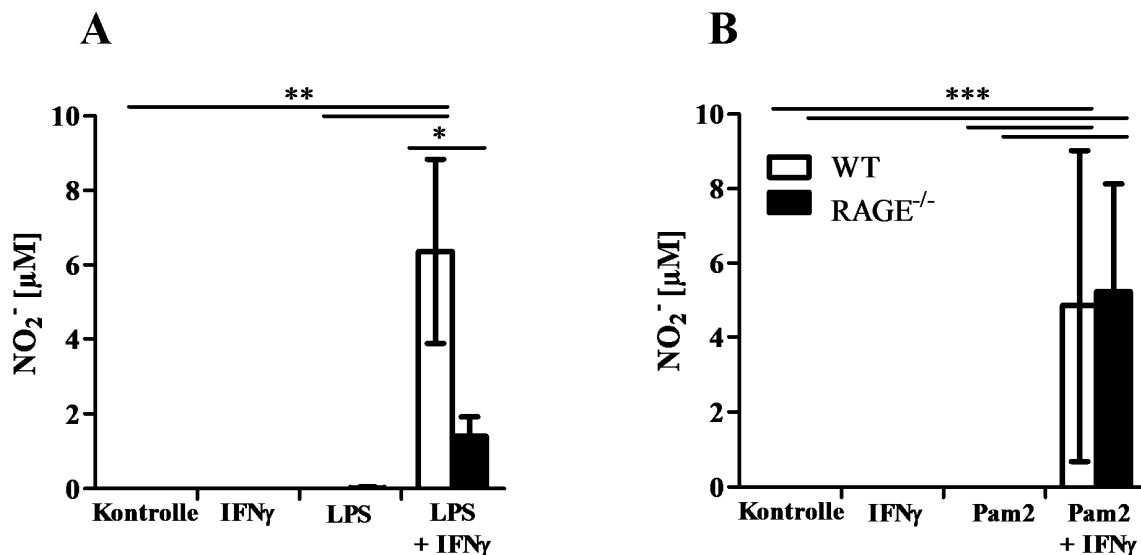 A
**
*
10
8
6
4
2
0
NO₂⁻ [µM]
Kontrolle IFNγ LPS LPS + IFNγ
B
***
10
8
6
4
2
0
NO₂⁻ [µM]
WT
RAGE⁻/⁻
Kontrolle IFNγ Pam2 Pam2 + IFNγ